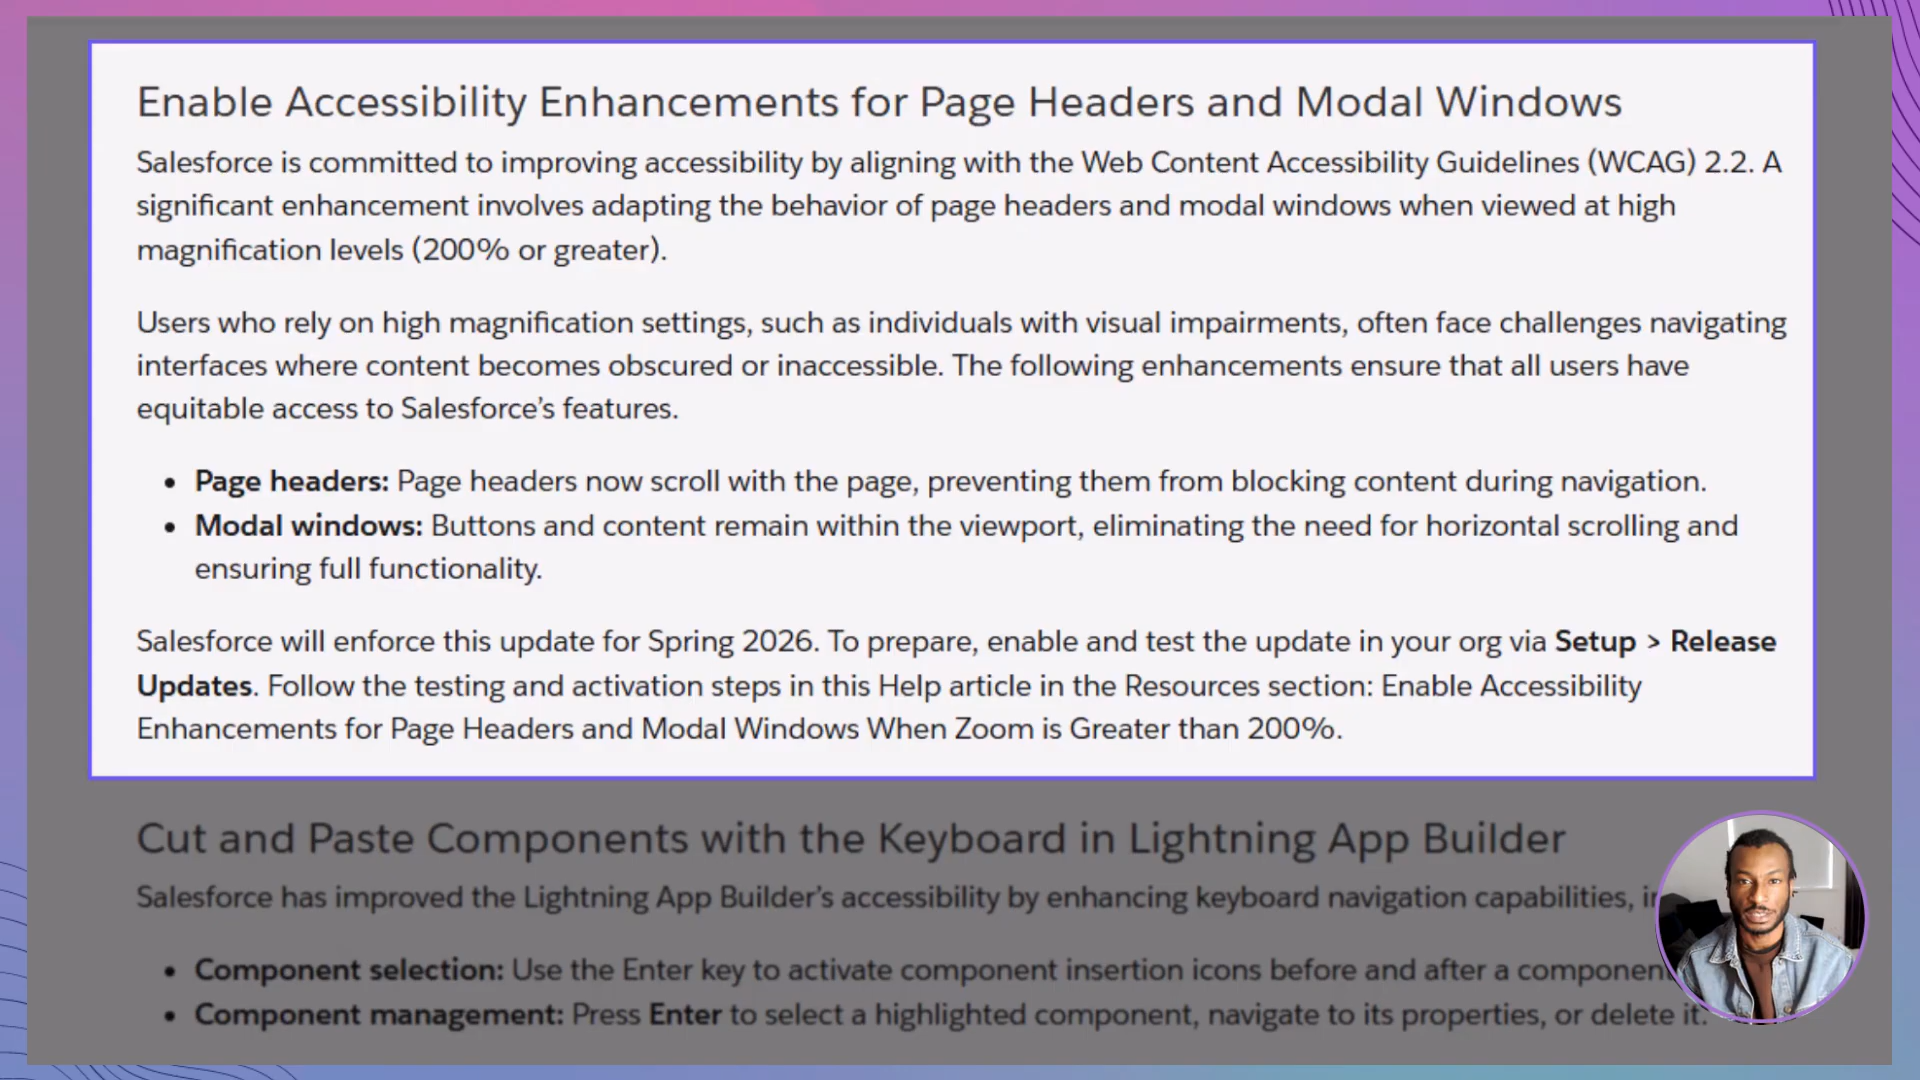 Enable Accessibility Enhancements for Page Headers and Modal Windows
Salesforce is committed to improving accessibility by aligning with the Web Content Accessibility Guidelines (WCAG) 2.2. A
significant enhancement involves adapting the behavior of page headers and modal windows when viewed at high
magnification levels (200% or greater).
Users who rely on high magnification settings, such as individuals with visual impairments, often face challenges navigating
interfaces where content becomes obscured or inaccessible. The following enhancements ensure that all users have
equitable access to Salesforce’s features.
• Page headers: Page headers now scroll with the page, preventing them from blocking content during navigation.
• Modal windows: Buttons and content remain within the viewport, eliminating the need for horizontal scrolling and
ensuring full functionality.
Salesforce will enforce this update for Spring 2026. To prepare, enable and test the update in your org via Setup > Release
Updates. Follow the testing and activation steps in this Help article in the Resources section: Enable Accessibility
Enhancements for Page Headers and Modal Windows When Zoom is Greater than 200%.
Cut and Paste Components with the Keyboard in Lightning App Builder
Salesforce has improved the Lightning App Builder’s accessibility by enhancing keyboard navigation capabilities,
• Component selection: Use the Enter key to activate component insertion icons before and after a
• Component management: Press Enter to select a highlighted component, navigate to its properties, or delete it.